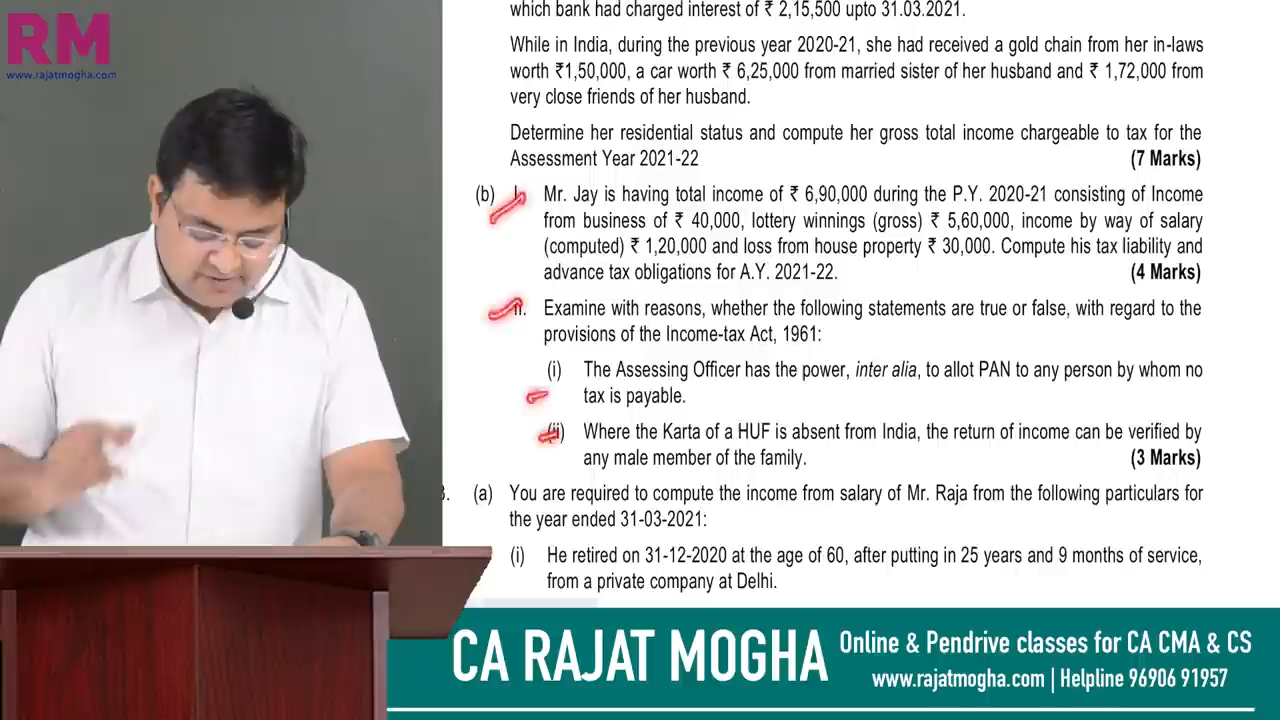 RM
www.rajatmogha.com
which bank had charged interest of ₹ 2,15,500 upto 31.03.2021.
While in India, during the previous year 2020-21, she had received a gold chain from her in-laws
worth ₹1,50,000, a car worth ₹ 6,25,000 from married sister of her husband and ₹ 1,72,000 from
very close friends of her husband.
Determine her residential status and compute her gross total income chargeable to tax for the
Assessment Year 2021-22 (7 Marks)
(b) I. Mr. Jay is having total income of ₹ 6,90,000 during the P.Y. 2020-21 consisting of Income
from business of ₹ 40,000, lottery winnings (gross) ₹ 5,60,000, income by way of salary
(computed) ₹ 1,20,000 and loss from house property ₹ 30,000. Compute his tax liability and
advance tax obligations for A.Y. 2021-22. (4 Marks)
II. Examine with reasons, whether the following statements are true or false, with regard to the
provisions of the Income-tax Act, 1961:
(i) The Assessing Officer has the power, inter alia, to allot PAN to any person by whom no
tax is payable.
(ii) Where the Karta of a HUF is absent from India, the return of income can be verified by
any male member of the family. (3 Marks)
3. (a) You are required to compute the income from salary of Mr. Raja from the following particulars for
the year ended 31-03-2021:
(i) He retired on 31-12-2020 at the age of 60, after putting in 25 years and 9 months of service,
from a private company at Delhi.
CA RAJAT MOGHA
Online & Pendrive classes for CA CMA & CS
www.rajatmogha.com | Helpline 96906 91957